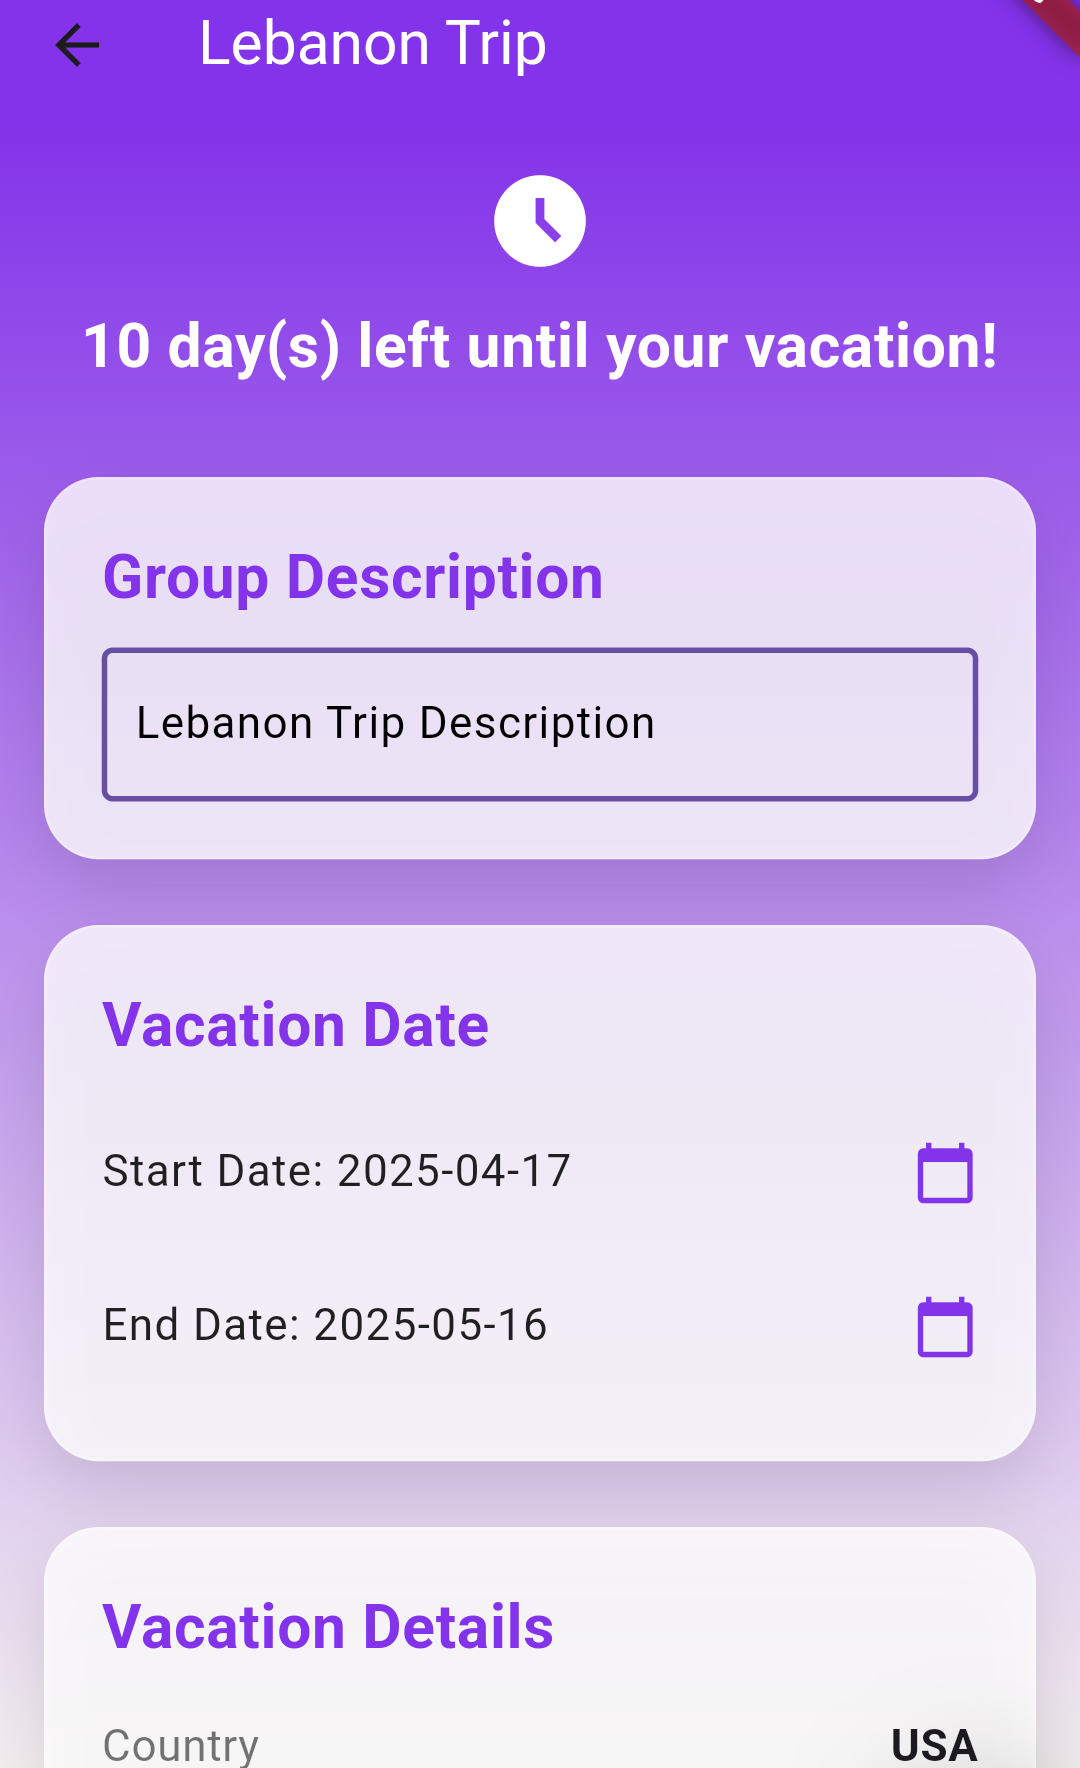 Lebanon Trip
10 day(s) left until your vacation!
Group Description
Lebanon Trip Description
Vacation Date
Start Date: 2025-04-17
End Date: 2025-05-16
Vacation Details
Country USA